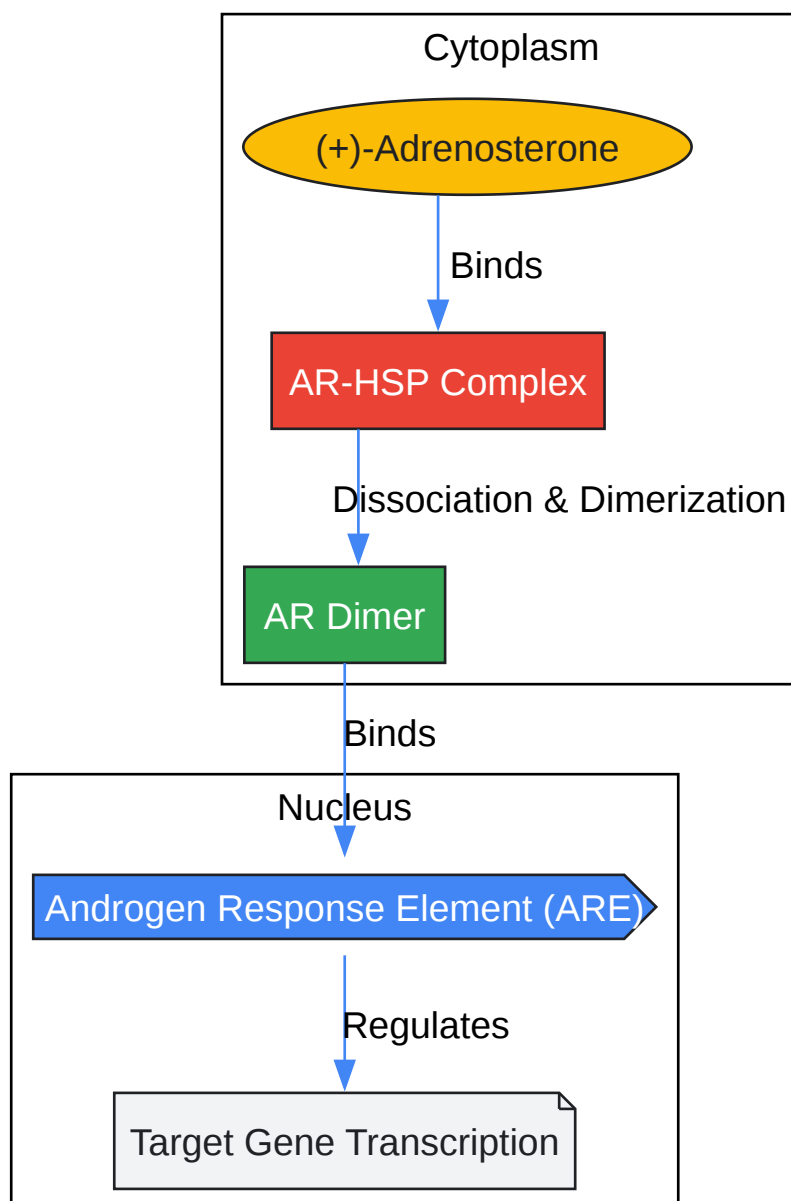 Cytoplasm
(+)-Adrenosterone
Binds
AR-HSP Complex
Dissociation & Dimerization
AR Dimer
Binds
Nucleus
Androgen Response Element (ARE)
Regulates
Target Gene Transcription